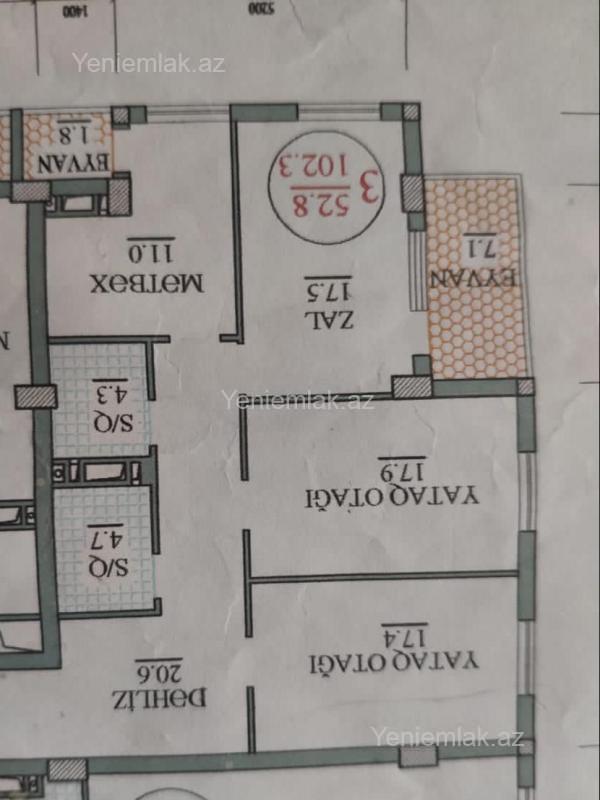 1400
5200
Yeniemlak.az
EYVAN
1.8
3
52.8
102.3
MƏTBƏX
11.0
ZAL
17.5
EYVAN
7.1
S/Q
4.3
Yeniemlak.az
YATAQ OTAĞI
17.9
S/Q
4.7
YATAQ OTAĞI
17.4
DƏHLİZ
20.6
Yeniemlak.az